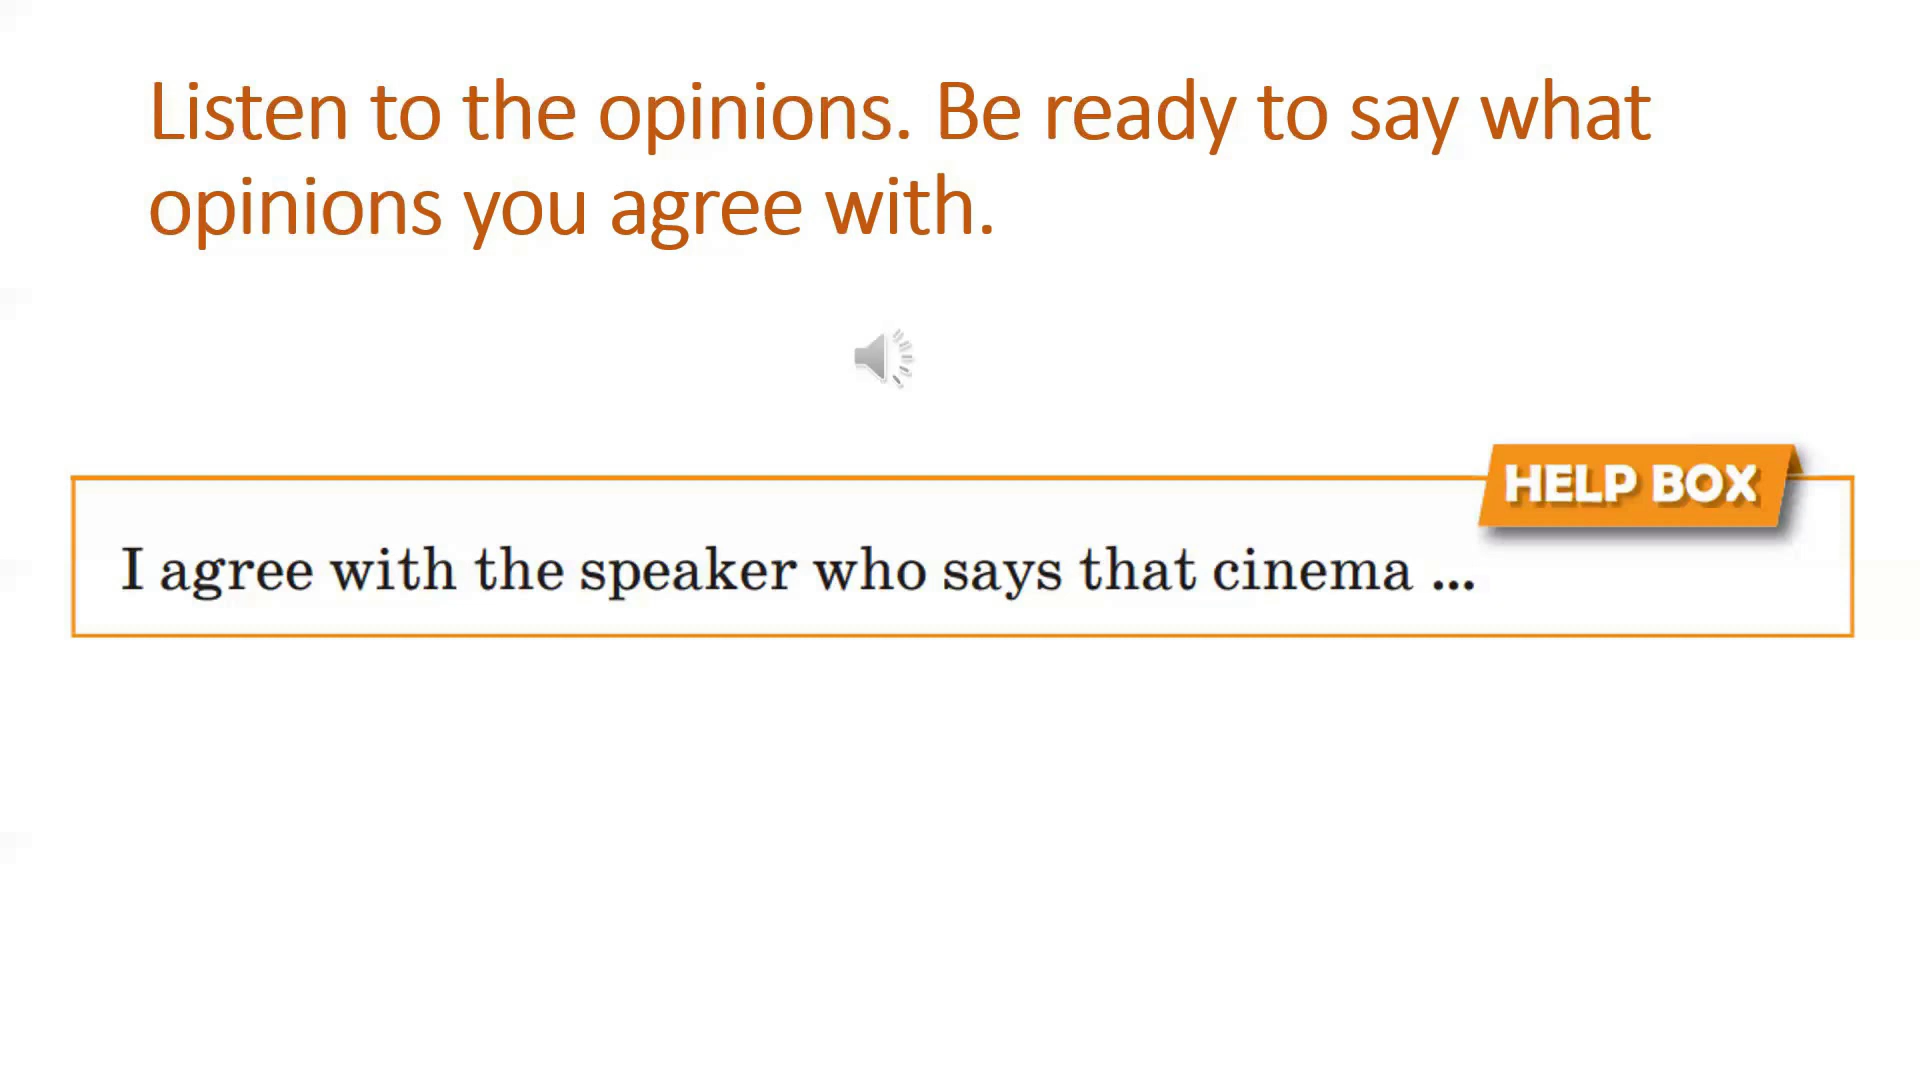 Listen to the opinions. Be ready to say what
opinions you agree with.
HELP BOX
I agree with the speaker who says that cinema ...